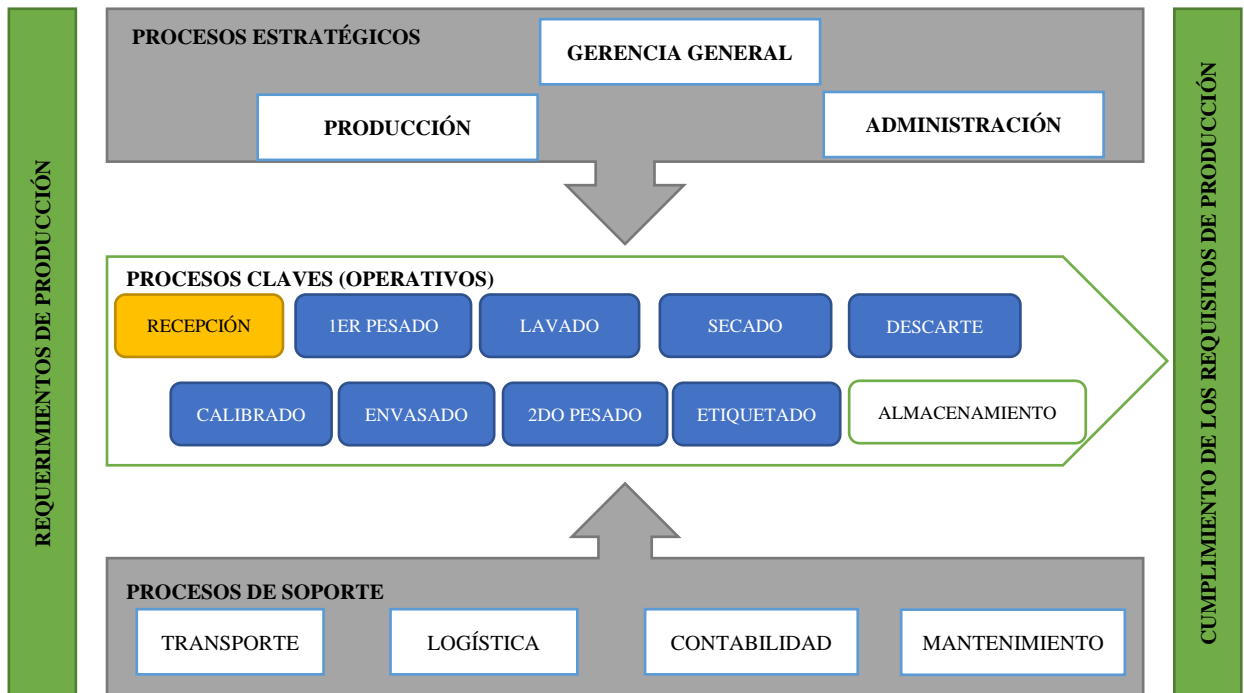 REQUERIMIENTOS DE PRODUCCIÓN
PROCESOS ESTRATÉGICOS
GERENCIA GENERAL
PRODUCCIÓN
ADMINISTRACIÓN
PROCESOS CLAVES (OPERATIVOS)
RECEPCIÓN
1ER PESADO
LAVADO
SECADO
DESCARTE
CALIBRADO
ENVASADO
2DO PESADO
ETIQUETADO
ALMACENAMIENTO
PROCESOS DE SOPORTE
TRANSPORTE
LOGÍSTICA
CONTABILIDAD
MANTENIMIENTO
CUMPLIMIENTO DE LOS REQUISITOS DE PRODUCCIÓN